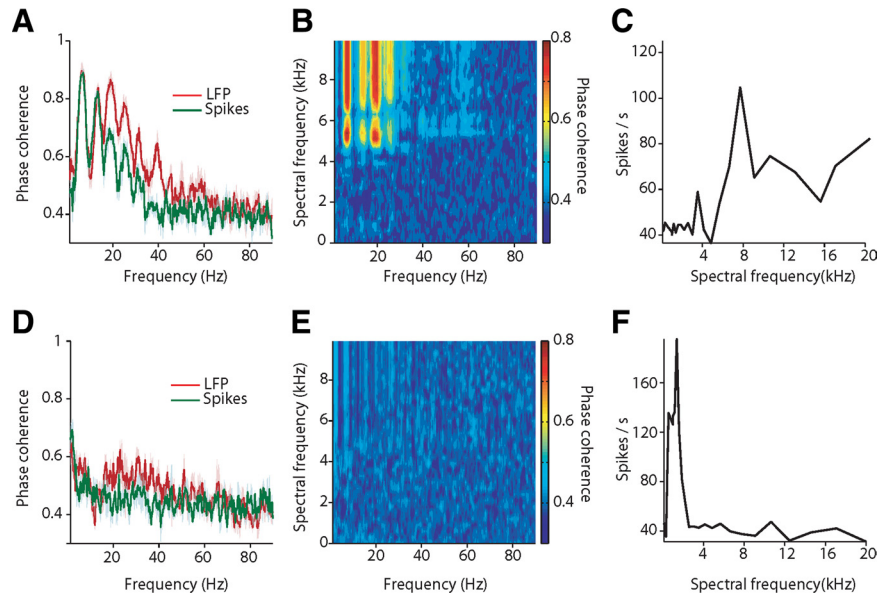 A
Phase coherence
1
0.8
0.6
0.4
LFP
Spikes
20
40
60
80
Frequency (Hz)
B
Spectral frequency (kHz)
8
6
4
2
0
20
40
60
80
Frequency (Hz)
0.8
0.6
0.4
Phase coherence
C
Spikes / s
120
100
80
60
40
4
8
12
16
20
Spectral frequency(kHz)
D
Phase coherence
1
0.8
0.6
0.4
LFP
Spikes
20
40
60
80
Frequency (Hz)
E
Spectral frequency (kHz)
8
6
4
2
0
20
40
60
80
Frequency (Hz)
0.8
0.6
0.4
Phase coherence
F
Spikes / s
160
120
80
40
4
8
12
16
20
Spectral frequency(kHz)